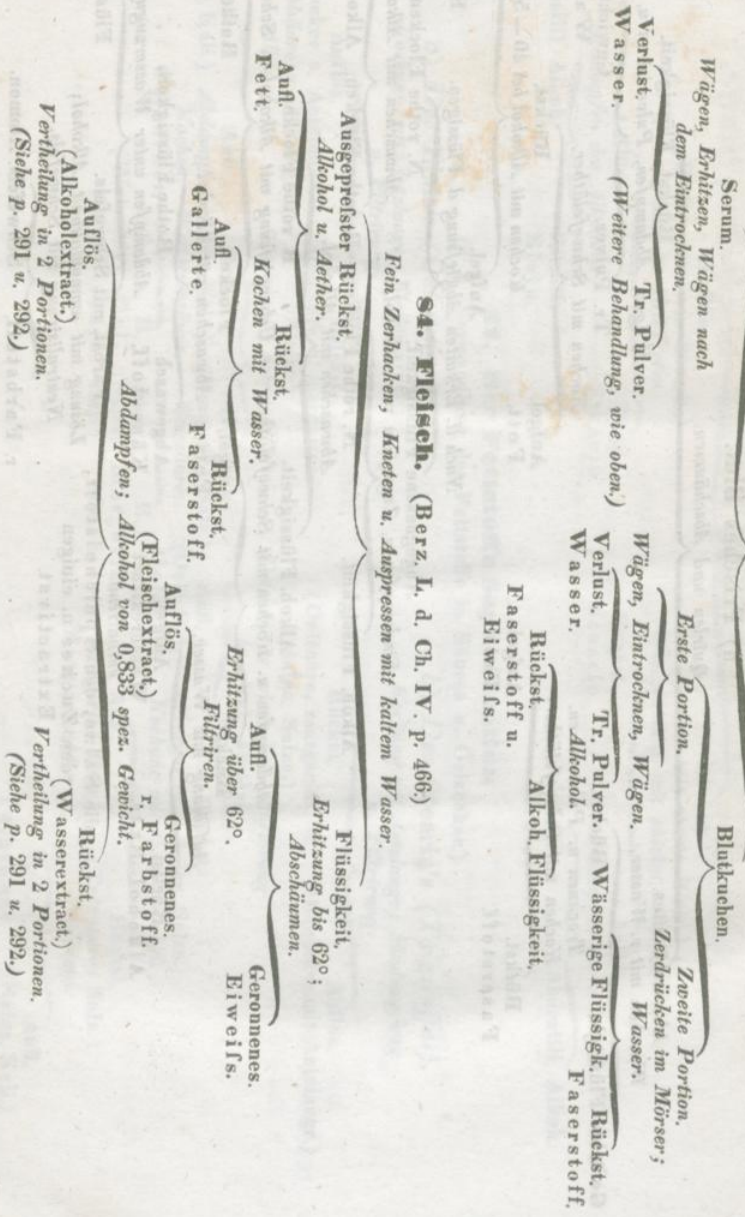 Serum.
Wägen, Erhitzen, Wägen nach
dem Eintrocknen.
Verlust. Tr. Pulver.
Wasser. (Weitere Behandlung, wie oben.)
Blutkuchen.
Erste Portion. Zweite Portion.
Wägen, Eintrocknen, Wägen. Zerdrücken im Mörser;
Wasser.
Verlust. Tr. Pulver. Wässerige Flüssigk. Rückst.
Wasser. Alkohol. Faserstoff.
Rückst. Alkoh. Flüssigkeit.
Faserstoff u.
Eiweiſs.
84. Fleisch. (Berz. L. d. Ch. IV. p. 466.)
Fein Zerhacken, Kneten u. Auspressen mit kaltem Wasser.
Ausgepreſster Rückst. Flüssigkeit.
Alkohol u. Aether. Erhitzung bis 62°;
Abschäumen.
Aufl. Rückst. Aufl. Geronnenes.
Fett. Kochen mit Wasser. Erhitzung über 62°. Eiweiſs.
Filtriren.
Aufl. Rückst. Auflös. Geronnenes.
Gallerte. Faserstoff. (Fleischextract.) r. Farbstoff.
Abdampfen; Alkohol von 0,833 spez. Gewicht.
Auflös. Rückst.
(Alkoholextract.) (Wasserextract.)
Vertheilung in 2 Portionen. Vertheilung in 2 Portionen.
(Siehe p. 291 u. 292.) (Siehe p. 291 u. 292.)